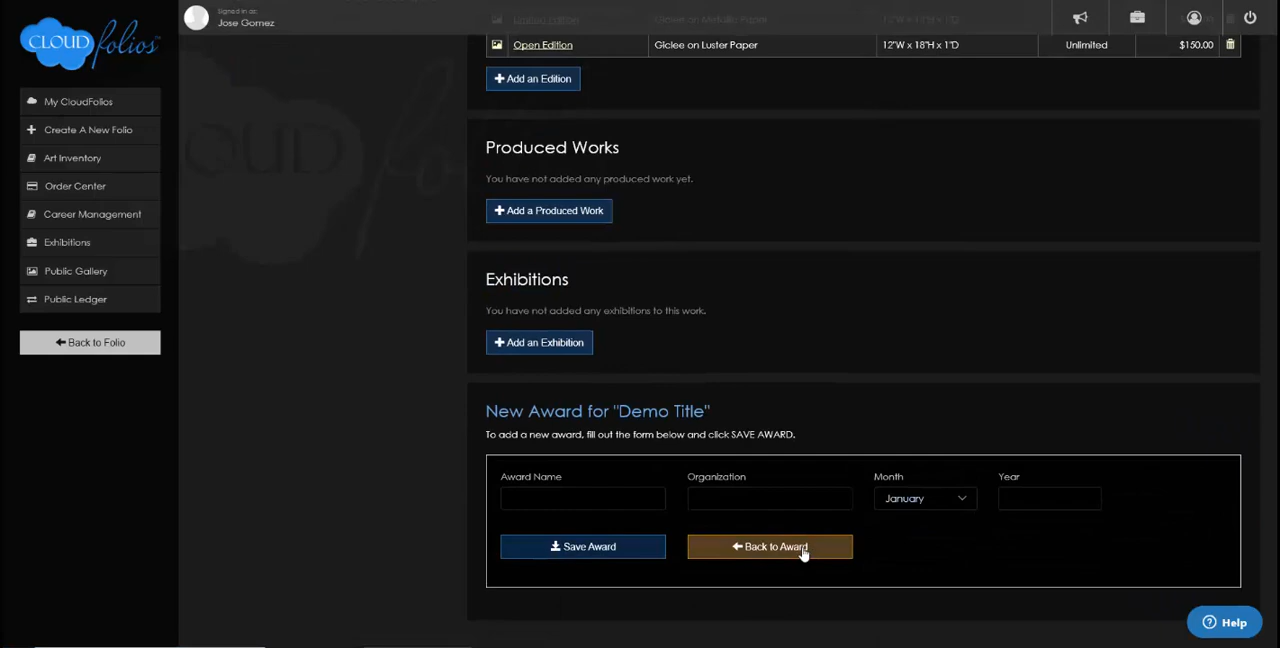 CLOUDfolios™
Signed in as:
Jose Gomez
My CloudFolios
Create A New Folio
Art Inventory
Order Center
Career Management
Exhibitions
Public Gallery
Public Ledger
Back to Folio
Limited Edition Giclee on Metallic Paper 12"W x 18"H x 1"D
Open Edition Giclee on Luster Paper 12"W x 18"H x 1"D Unlimited $150.00
Add an Edition
Produced Works
You have not added any produced work yet.
Add a Produced Work
Exhibitions
You have not added any exhibitions to this work.
Add an Exhibition
New Award for "Demo Title"
To add a new award, fill out the form below and click SAVE AWARD.
Award Name Organization Month Year
January
Save Award Back to Award
Help